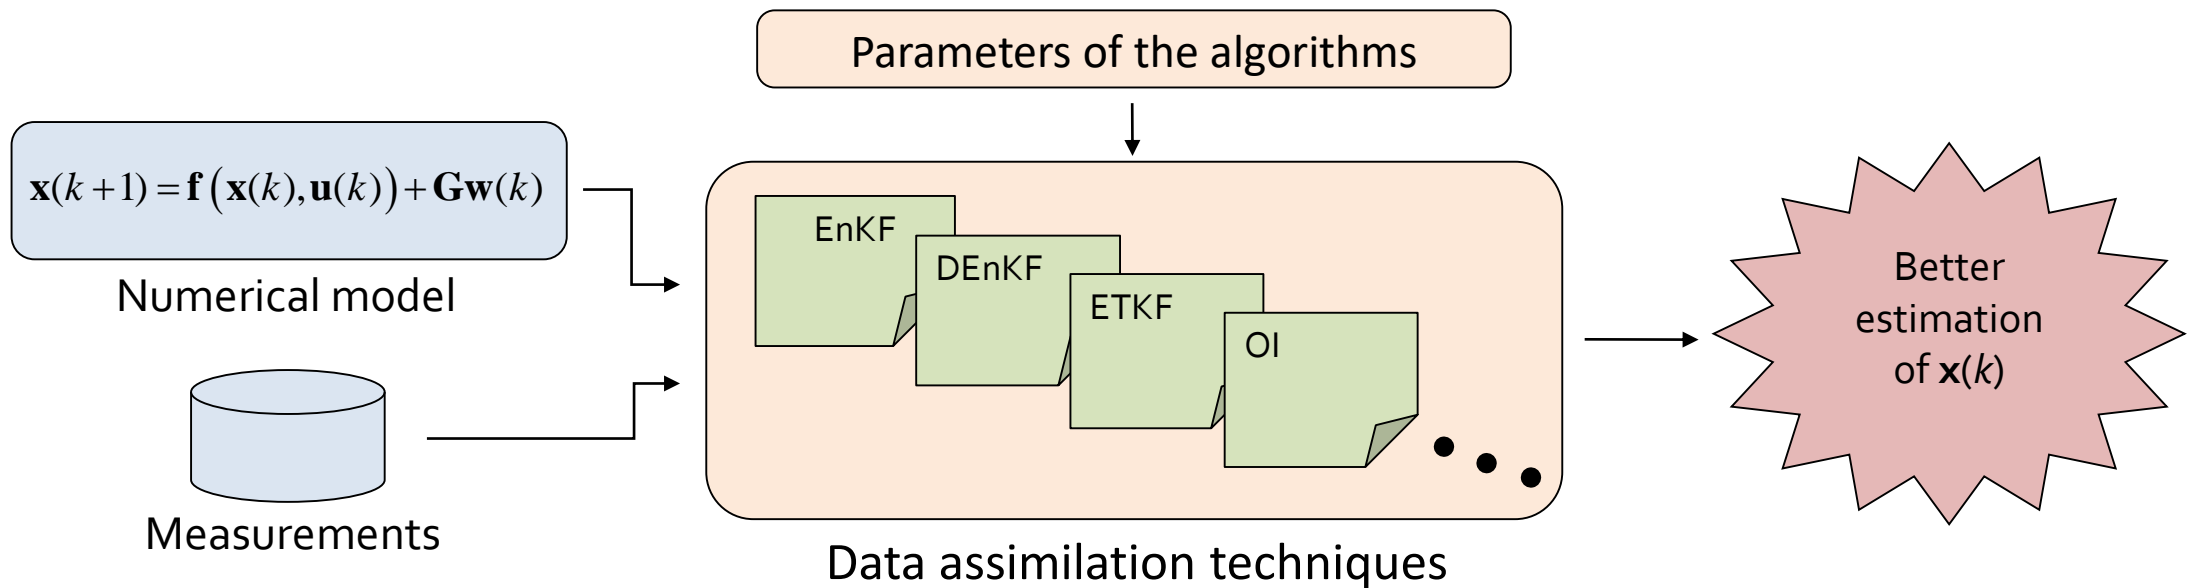 Parameters of the algorithms
x(k+1) = f(x(k),u(k)) + Gw(k)
Numerical model
Measurements
EnKF
DEnKF
ETKF
OI
Data assimilation techniques
Better
estimation
of x(k)